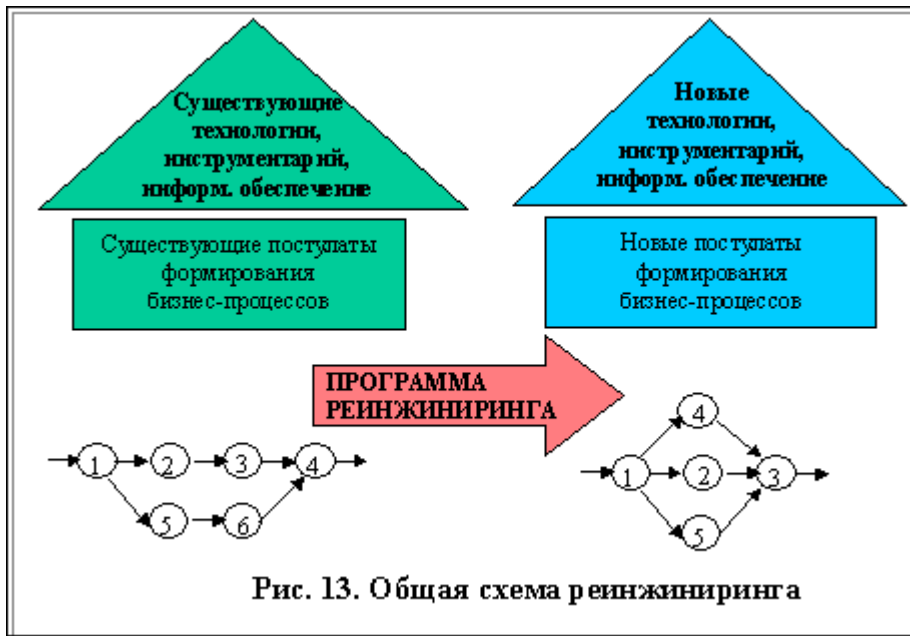 Существующие
технологии,
инструментарий,
информ. обеспечение
Новые
технологии,
инструментарий,
информ. обеспечение
Существующие постулаты
формирования
бизнес-процессов
Новые постулаты
формирования
бизнес-процессов
ПРОГРАММА
РЕИНЖИНИРИНГА
1 2 3 4
5 6
4
1 2 3
5
Рис. 13. Общая схема реинжиниринга